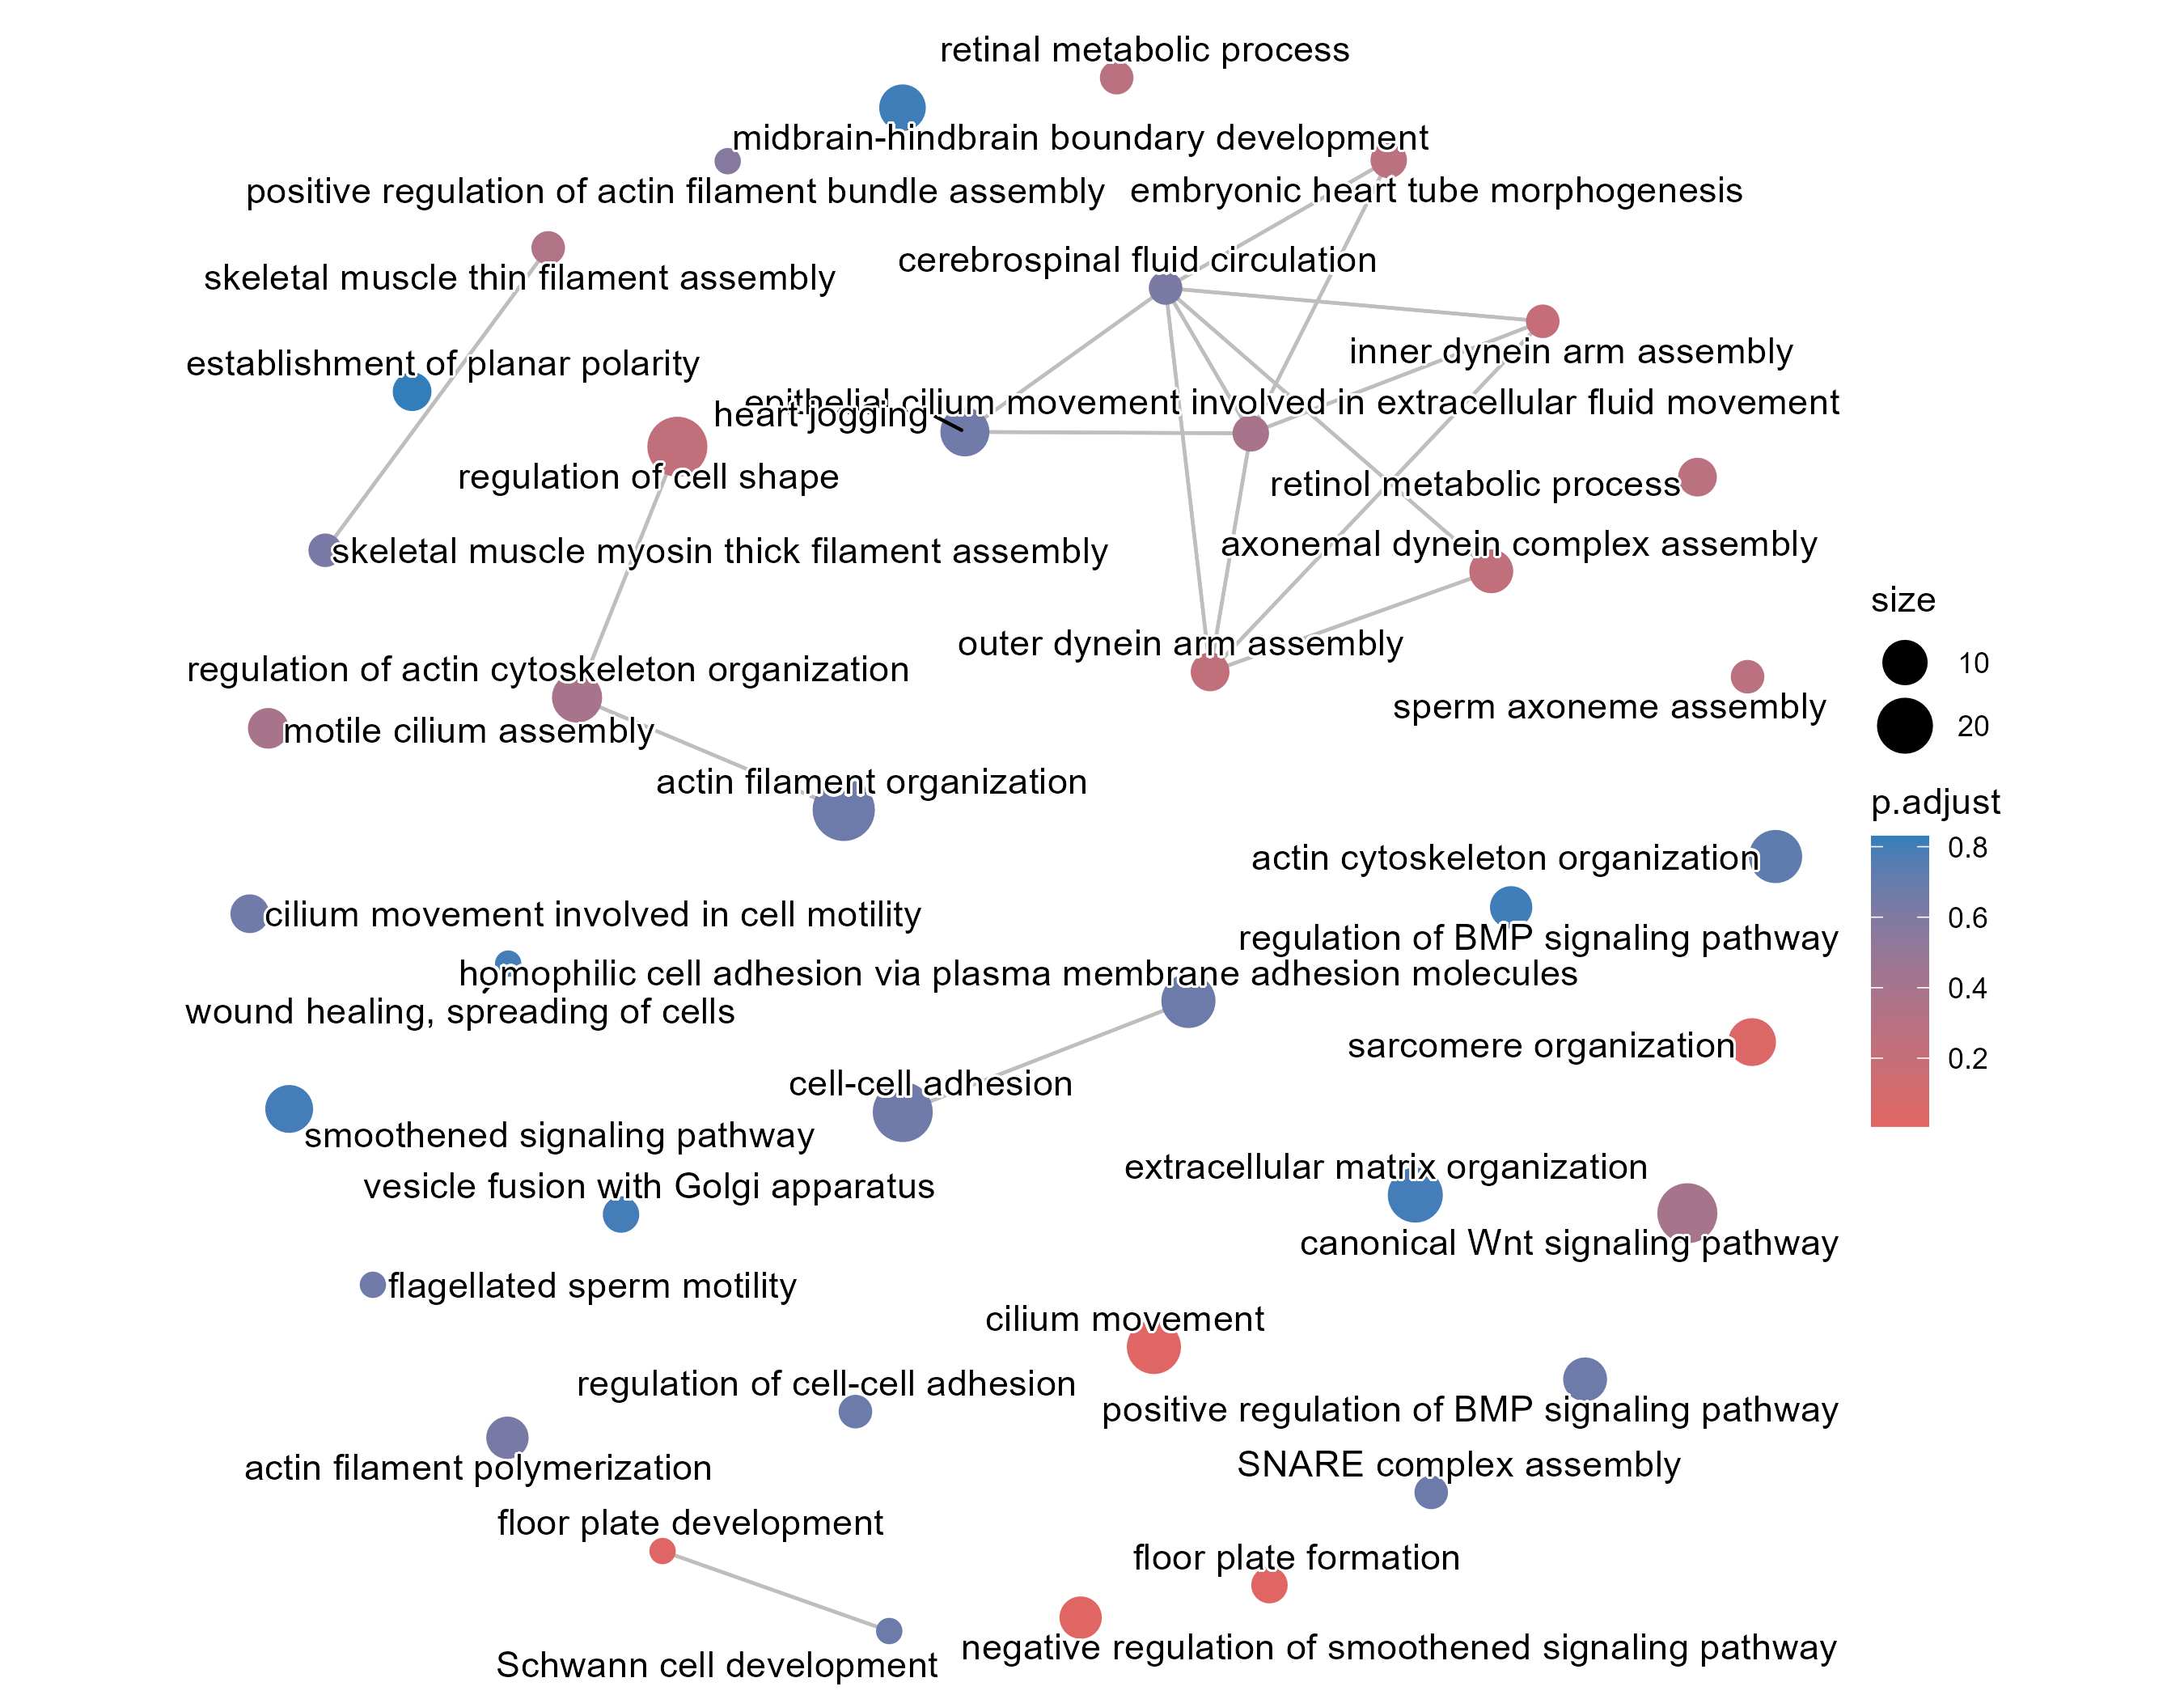 retinal metabolic process
midbrain-hindbrain boundary development
positive regulation of actin filament bundle assembly
embryonic heart tube morphogenesis
cerebrospinal fluid circulation
skeletal muscle thin filament assembly
inner dynein arm assembly
establishment of planar polarity
epithelial cilium movement involved in extracellular fluid movement
heart jogging
regulation of cell shape
retinol metabolic process
axonemal dynein complex assembly
skeletal muscle myosin thick filament assembly
outer dynein arm assembly
regulation of actin cytoskeleton organization
sperm axoneme assembly
motile cilium assembly
actin filament organization
actin cytoskeleton organization
cilium movement involved in cell motility
regulation of BMP signaling pathway
homophilic cell adhesion via plasma membrane adhesion molecules
wound healing, spreading of cells
sarcomere organization
cell-cell adhesion
smoothened signaling pathway
extracellular matrix organization
vesicle fusion with Golgi apparatus
canonical Wnt signaling pathway
flagellated sperm motility
cilium movement
regulation of cell-cell adhesion
positive regulation of BMP signaling pathway
actin filament polymerization
SNARE complex assembly
floor plate development
floor plate formation
negative regulation of smoothened signaling pathway
Schwann cell development
size
10
20
p.adjust
0.8
0.6
0.4
0.2